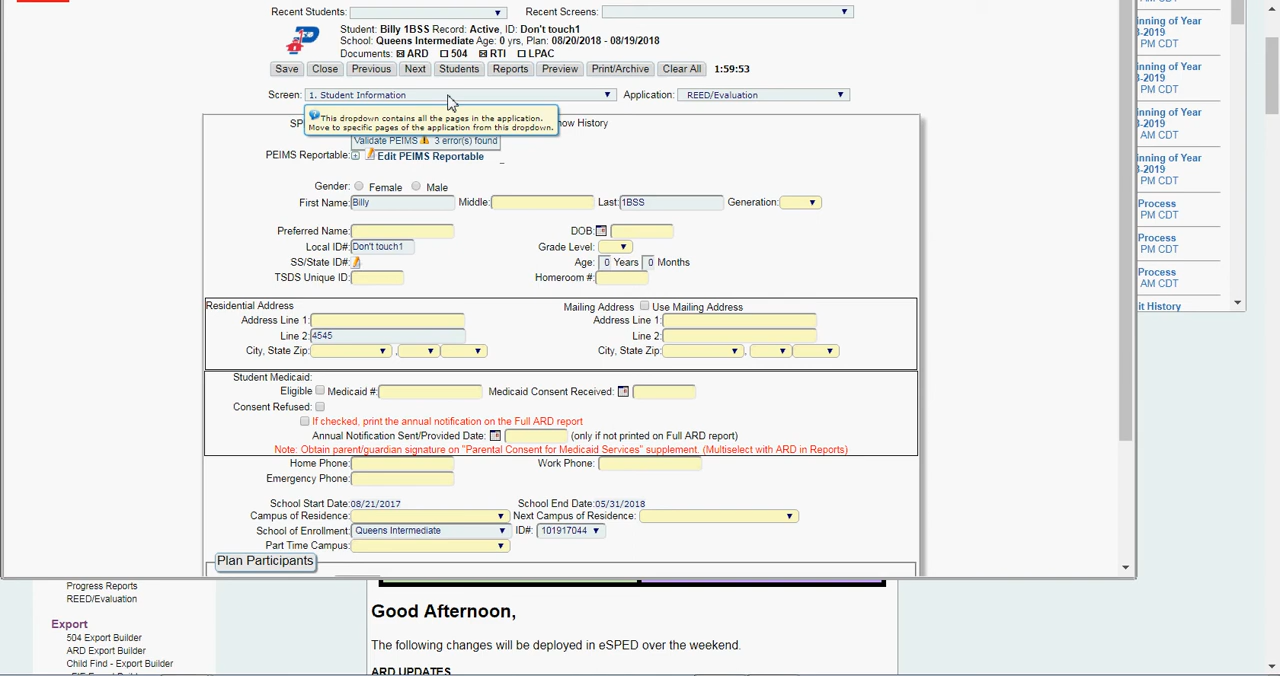 Recent Students: Recent Screens:
Student: Billy 1BSS Record: Active, ID: Don't touch1
School: Queens Intermediate Age: 0 yrs, Plan: 08/20/2018 - 08/19/2018
Documents: ARD 504 RTI LPAC
Save Close Previous Next Students Reports Preview Print/Archive Clear All 1:59:53
Screen: 1. Student Information Application: REED/Evaluation
This dropdown contains all the pages in the application.
Move to specific pages of the application from this dropdown.
SP how History
Validate PEIMS 3 error(s) found
PEIMS Reportable: Edit PEIMS Reportable
Gender: Female Male
First Name: Billy Middle: Last: 1BSS Generation:
Preferred Name: DOB:
Local ID#: Don't touch1 Grade Level:
SS/State ID#: Age: 0 Years 0 Months
TSDS Unique ID: Homeroom #:
Residential Address Mailing Address Use Mailing Address
Address Line 1: Address Line 1:
Line 2: 4545 Line 2:
City, State Zip: , City, State Zip: ,
Student Medicaid:
Eligible Medicaid #: Medicaid Consent Received:
Consent Refused:
If checked, print the annual notification on the Full ARD report
Annual Notification Sent/Provided Date: (only if not printed on Full ARD report)
Note: Obtain parent/guardian signature on "Parental Consent for Medicaid Services" supplement. (Multiselect with ARD in Reports)
Home Phone: Work Phone:
Emergency Phone:
School Start Date: 08/21/2017 School End Date: 05/31/2018
Campus of Residence: Next Campus of Residence:
School of Enrollment: Queens Intermediate ID#: 101917044
Part Time Campus:
Plan Participants
inning of Year
8-2019
PM CDT
inning of Year
8-2019
PM CDT
inning of Year
8-2019
PM CDT
inning of Year
8-2019
PM CDT
inning of Year
8-2019
PM CDT
Process
PM CDT
Process
PM CDT
Process
AM CDT
it History
Progress Reports
REED/Evaluation
Export
504 Export Builder
ARD Export Builder
Child Find - Export Builder
Good Afternoon,
The following changes will be deployed in eSPED over the weekend.
ARD UPDATES